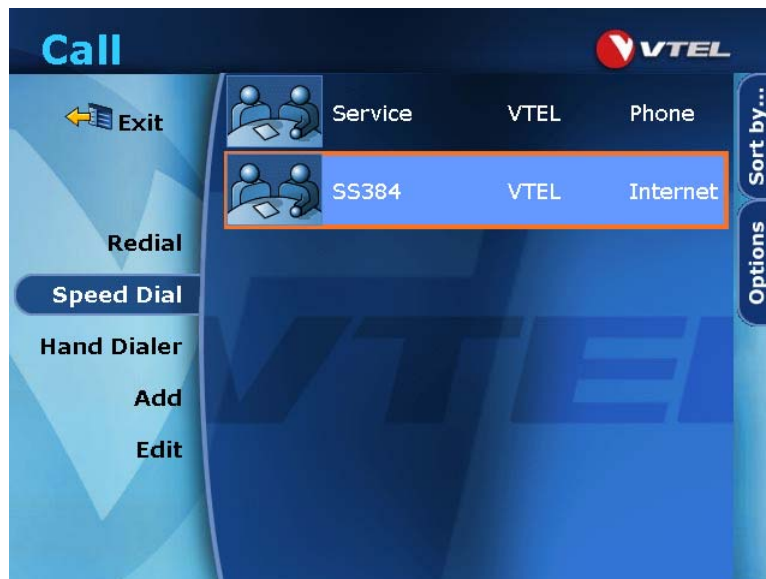 Call
VTEL
Exit
Redial
Speed Dial
Hand Dialer
Add
Edit
Service VTEL Phone
SS384 VTEL Internet
Sort by...
Options
VTEL